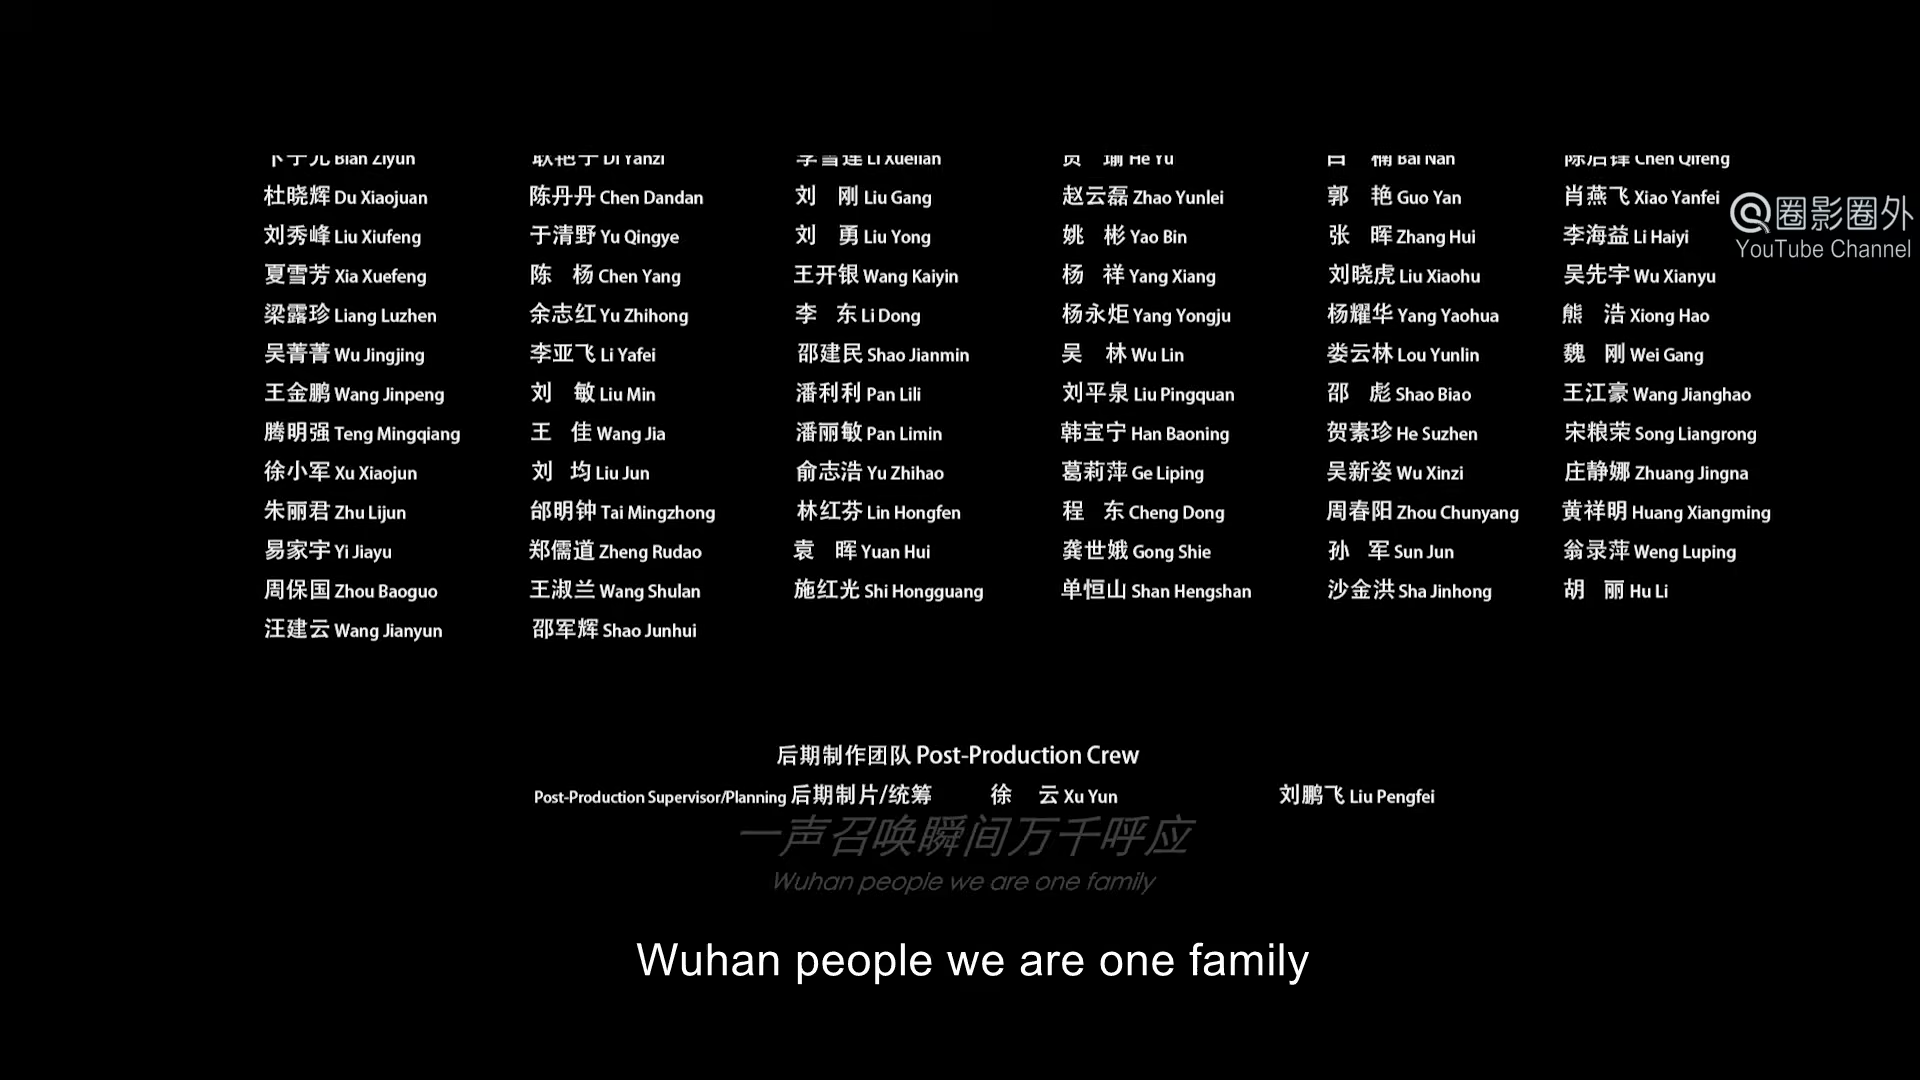 Bian Ziyun Di Yanzi Li Xuelian He Yu Bai Nan Chen Qifeng
杜晓辉 Du Xiaojuan 陈丹丹 Chen Dandan 刘 刚 Liu Gang 赵云磊 Zhao Yunlei 郭 艳 Guo Yan 肖燕飞 Xiao Yanfei
刘秀峰 Liu Xiufeng 于清野 Yu Qingye 刘 勇 Liu Yong 姚 彬 Yao Bin 张 晖 Zhang Hui 李海益 Li Haiyi
夏雪芳 Xia Xuefeng 陈 杨 Chen Yang 王开银 Wang Kaiyin 杨 祥 Yang Xiang 刘晓虎 Liu Xiaohu 吴先宇 Wu Xianyu
梁露珍 Liang Luzhen 余志红 Yu Zhihong 李 东 Li Dong 杨永炬 Yang Yongju 杨耀华 Yang Yaohua 熊 浩 Xiong Hao
吴菁菁 Wu Jingjing 李亚飞 Li Yafei 邵建民 Shao Jianmin 吴 林 Wu Lin 娄云林 Lou Yunlin 魏 刚 Wei Gang
王金鹏 Wang Jinpeng 刘 敏 Liu Min 潘利利 Pan Lili 刘平泉 Liu Pingquan 邵 彪 Shao Biao 王江豪 Wang Jianghao
腾明强 Teng Mingqiang 王 佳 Wang Jia 潘丽敏 Pan Limin 韩宝宁 Han Baoning 贺素珍 He Suzhen 宋粮荣 Song Liangrong
徐小军 Xu Xiaojun 刘 均 Liu Jun 俞志浩 Yu Zhihao 葛莉萍 Ge Liping 吴新姿 Wu Xinzi 庄静娜 Zhuang Jingna
朱丽君 Zhu Lijun 邰明钟 Tai Mingzhong 林红芬 Lin Hongfen 程 东 Cheng Dong 周春阳 Zhou Chunyang 黄祥明 Huang Xiangming
易家宇 Yi Jiayu 郑儒道 Zheng Rudao 袁 晖 Yuan Hui 龚世娥 Gong Shie 孙 军 Sun Jun 翁录萍 Weng Luping
周保国 Zhou Baoguo 王淑兰 Wang Shulan 施红光 Shi Hongguang 单恒山 Shan Hengshan 沙金洪 Sha Jinhong 胡 丽 Hu Li
汪建云 Wang Jianyun 邵军辉 Shao Junhui
圈影圈外
YouTube Channel
后期制作团队 Post-Production Crew
Post-Production Supervisor/Planning 后期制片/统筹 徐 云 Xu Yun 刘鹏飞 Liu Pengfei
一声召唤瞬间万千呼应
Wuhan people we are one family
Wuhan people we are one family